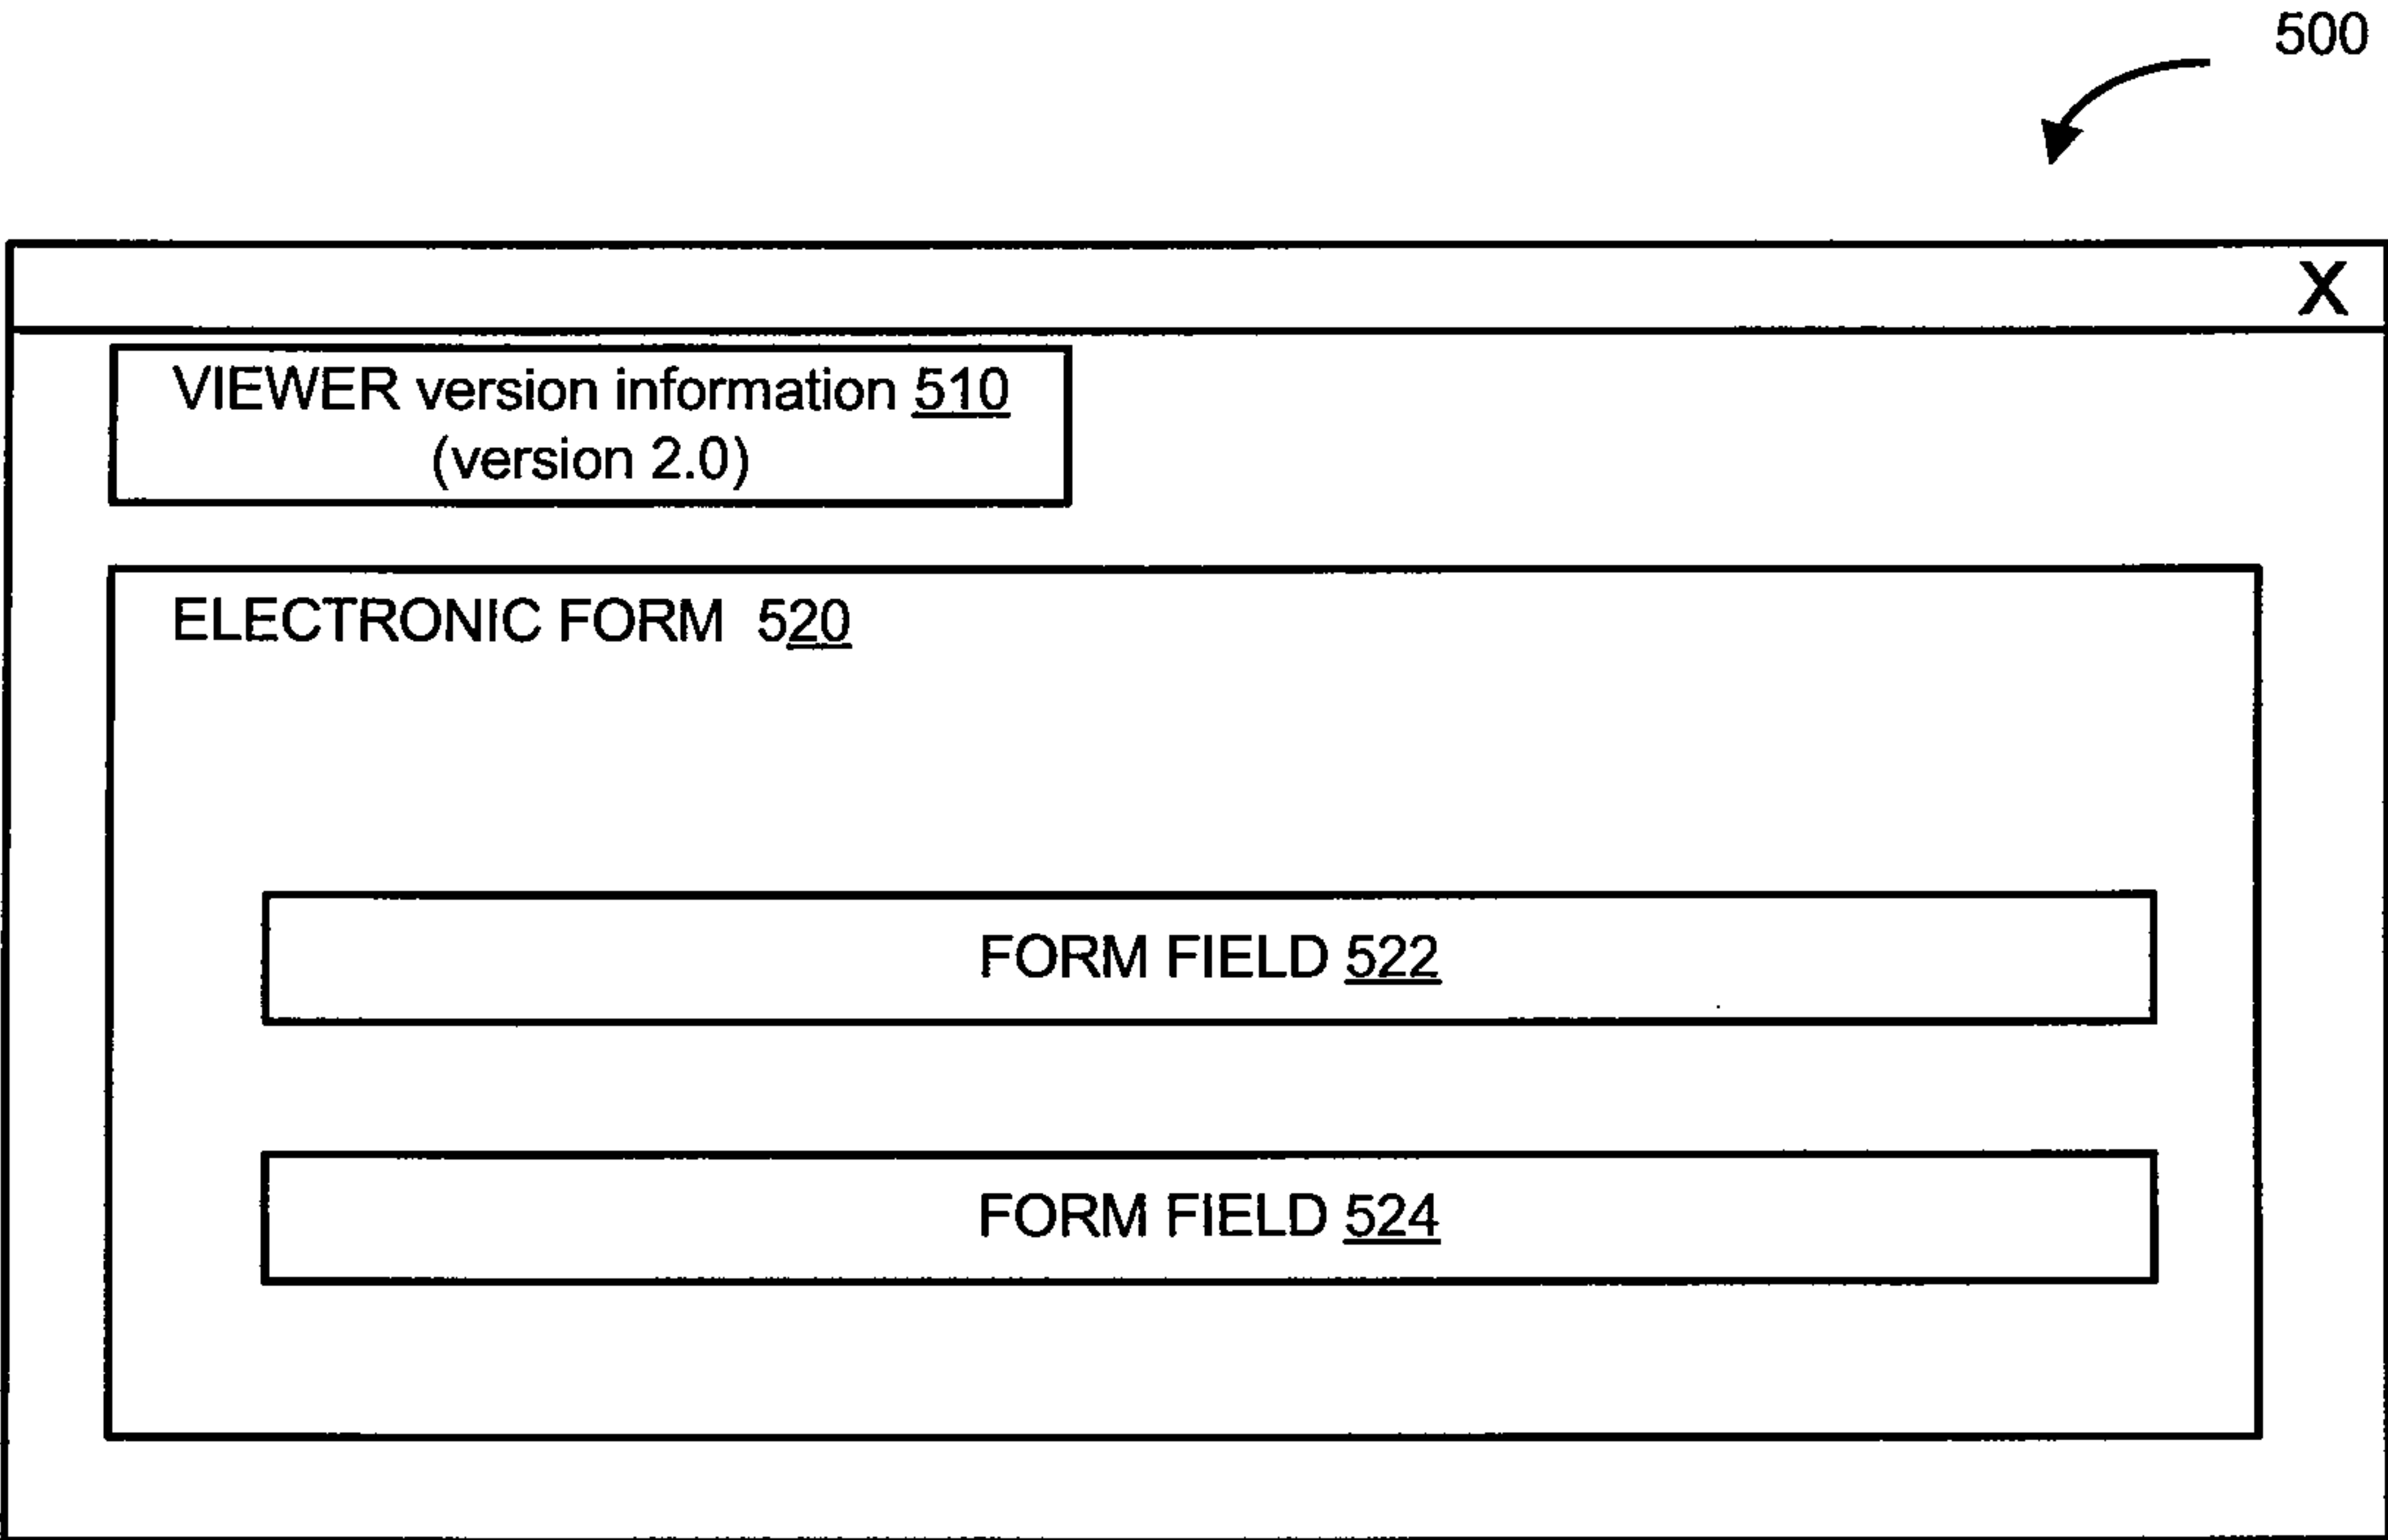 500
X
VIEWER version information 510
(version 2.0)
ELECTRONIC FORM 520
FORM FIELD 522
FORM FIELD 524